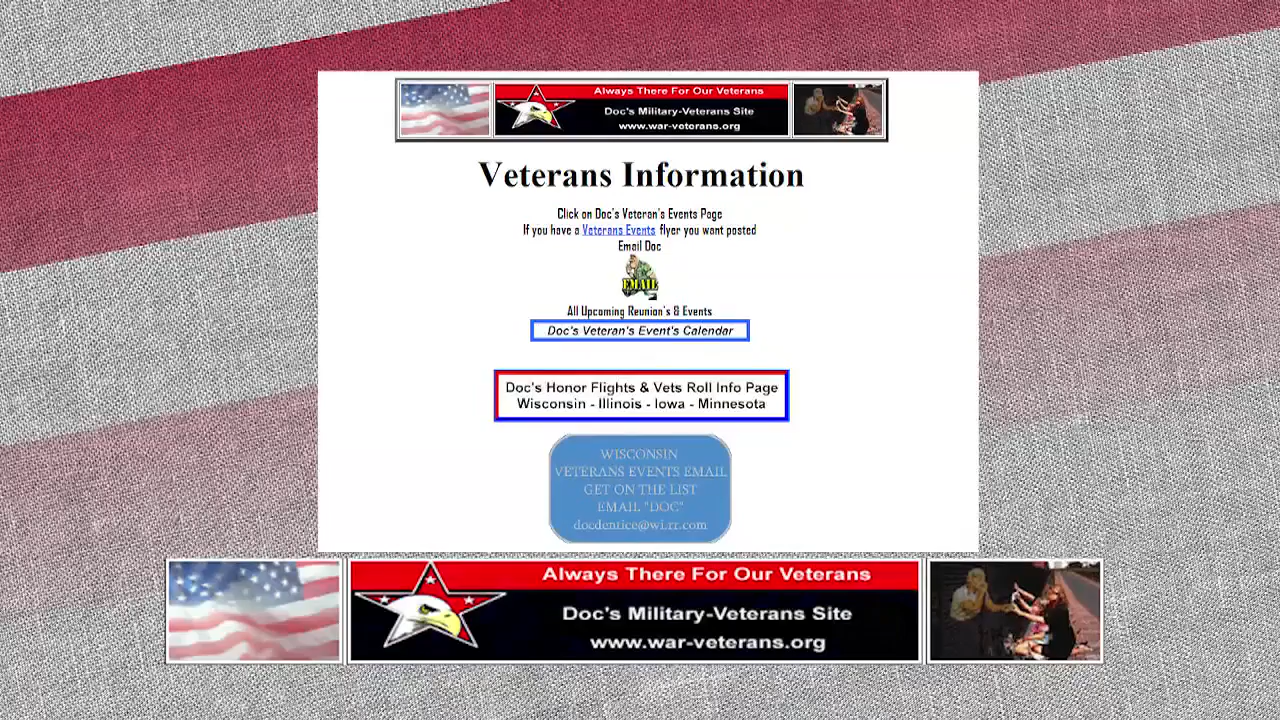 Always There For Our Veterans
Doc's Military-Veterans Site
www.war-veterans.org
Veterans Information
Click on Doc's Veteran's Events Page
If you have a Veterans Events flyer you want posted
Email Doc
EMAIL
All Upcoming Reunion's & Events
Doc's Veteran's Event's Calendar
Doc's Honor Flights & Vets Roll Info Page
Wisconsin - Illinois - Iowa - Minnesota
WISCONSIN
VETERANS EVENTS EMAIL
GET ON THE LIST
EMAIL "DOC"
docdentice@wi.rr.com
Always There For Our Veterans
Doc's Military-Veterans Site
www.war-veterans.org